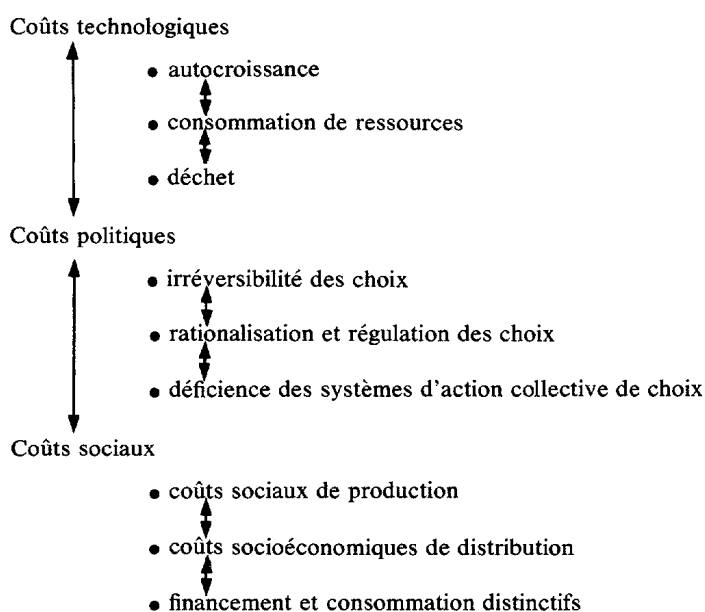 Coûts technologiques
• autocroissance
• consommation de ressources
• déchet
Coûts politiques
• irréversibilité des choix
• rationalisation et régulation des choix
• déficience des systèmes d'action collective de choix
Coûts sociaux
• coûts sociaux de production
• coûts socioéconomiques de distribution
• financement et consommation distinctifs